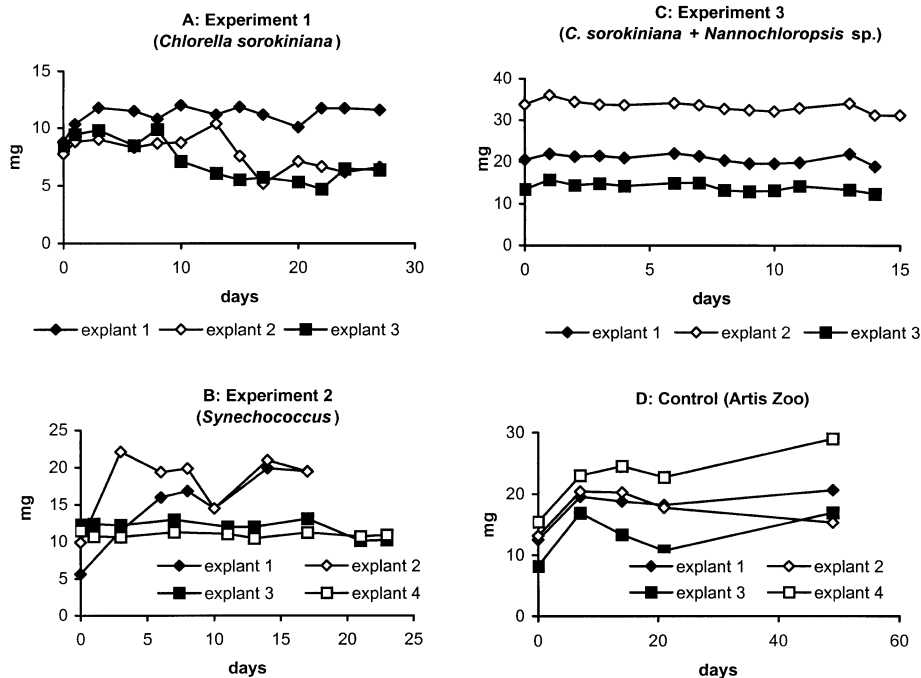 A: Experiment 1
(Chlorella sorokiniana)
15
10
5
0
mg
0 10 20 30
days
explant 1 explant 2 explant 3
C: Experiment 3
(C. sorokiniana + Nannochloropsis sp.)
40
30
20
10
0
mg
0 5 10 15
days
explant 1 explant 2 explant 3
B: Experiment 2
(Synechococcus)
25
20
15
10
5
0
mg
explant 1 explant 2
explant 3 explant 4
0 5 10 15 20 25
days
D: Control (Artis Zoo)
30
20
10
0
mg
explant 1 explant 2
explant 3 explant 4
0 20 40 60
days